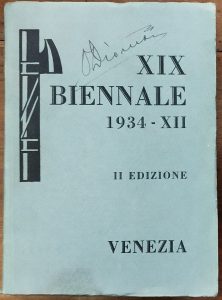 XIX
BIENNALE
1934 - XII
II EDIZIONE
VENEZIA